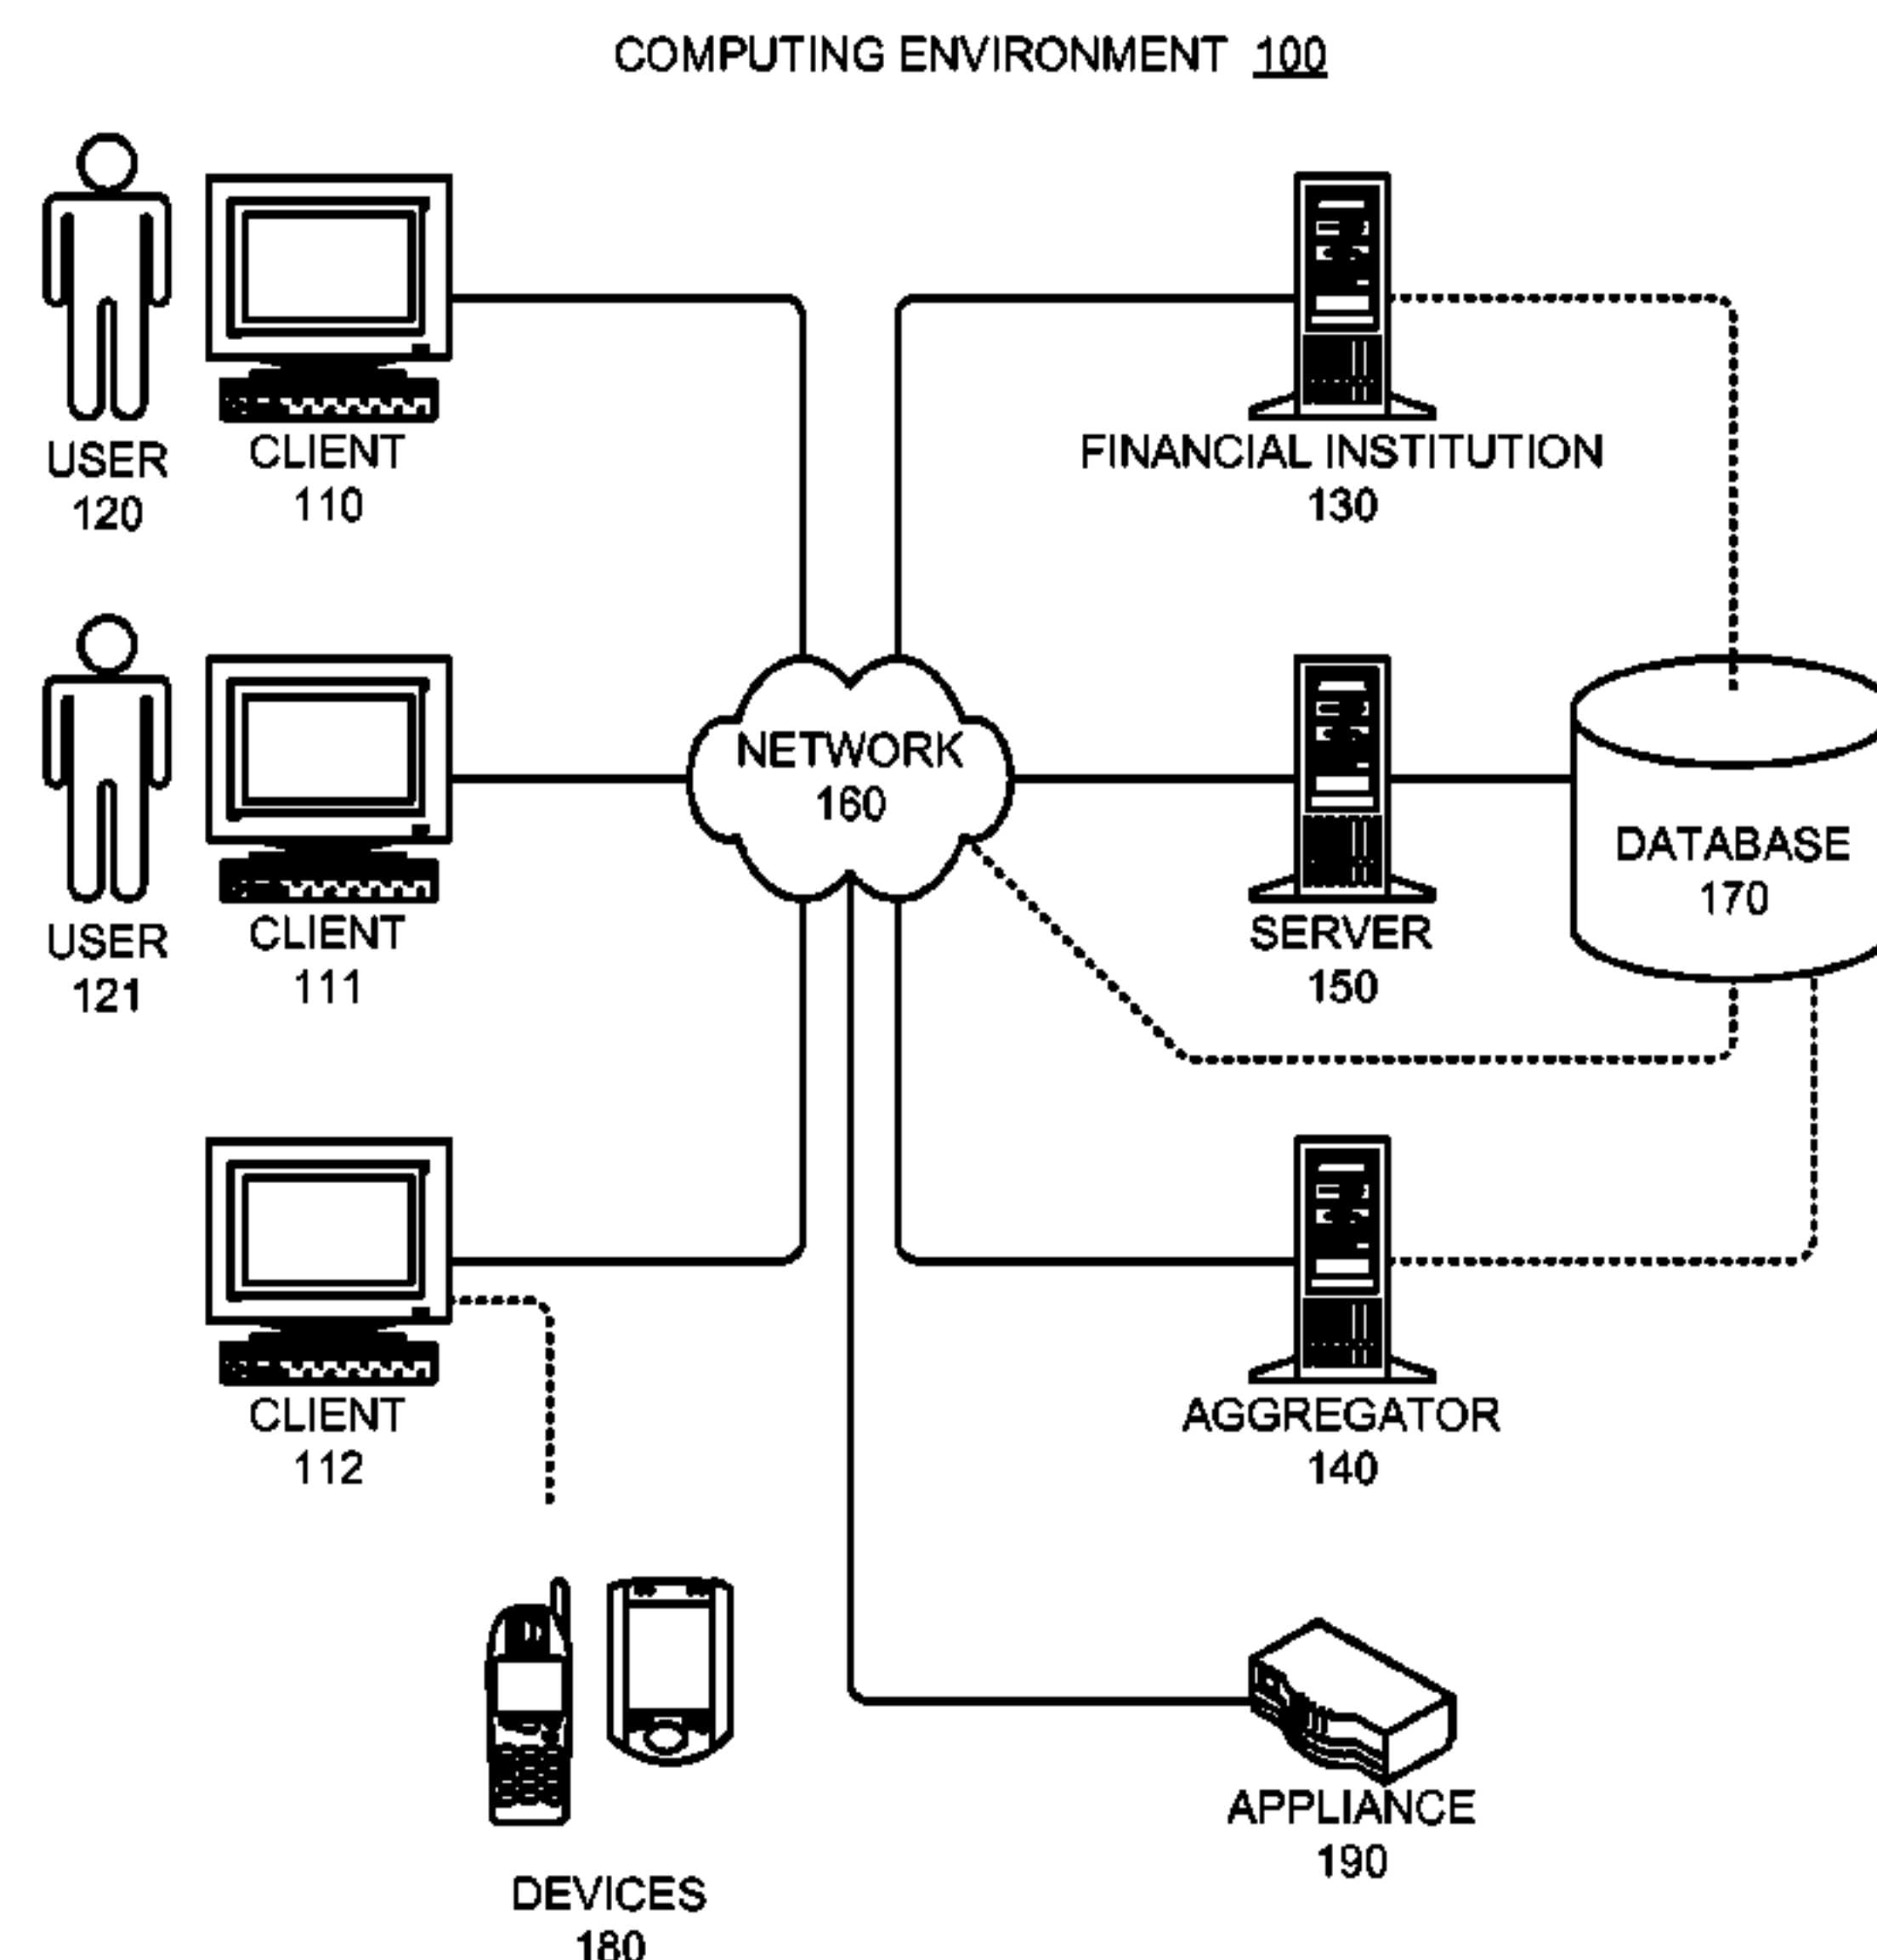 COMPUTING ENVIRONMENT 100
USER
120
CLIENT
110
FINANCIAL INSTITUTION
130
USER
121
CLIENT
111
NETWORK
160
SERVER
150
DATABASE
170
CLIENT
112
AGGREGATOR
140
DEVICES
180
APPLIANCE
190